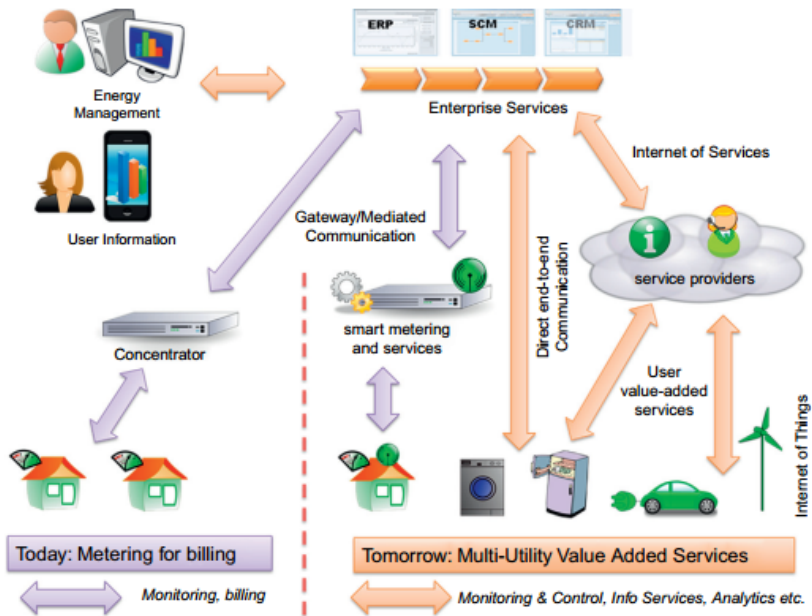 ERP
SCM
CRM
Energy
Management
Enterprise Services
Internet of Services
User Information
Gateway/Mediated
Communication
Direct end-to-end
Communication
service providers
Concentrator
smart metering
and services
User
value-added
services
Internet of Things
Today: Metering for billing
Tomorrow: Multi-Utility Value Added Services
Monitoring, billing
Monitoring & Control, Info Services, Analytics etc.